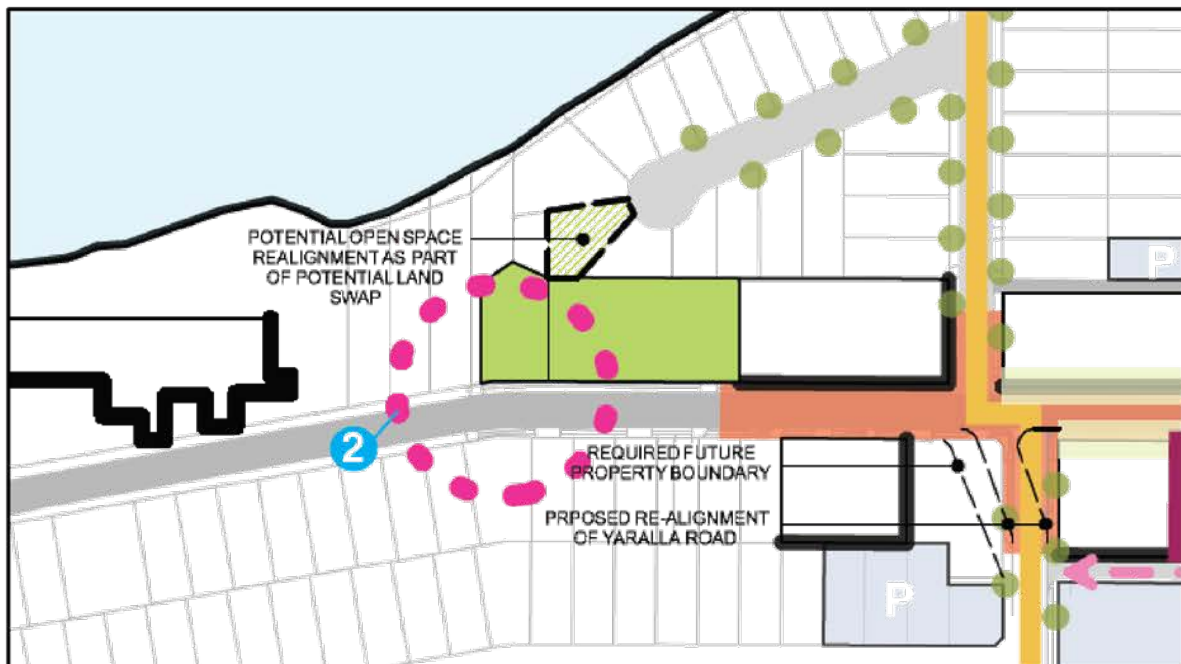 POTENTIAL OPEN SPACE
REALIGNMENT AS PART
OF POTENTIAL LAND
SWAP
P
2
REQUIRED FUTURE
PROPERTY BOUNDARY
PRPOSED RE-ALIGNMENT
OF YARALLA ROAD
P